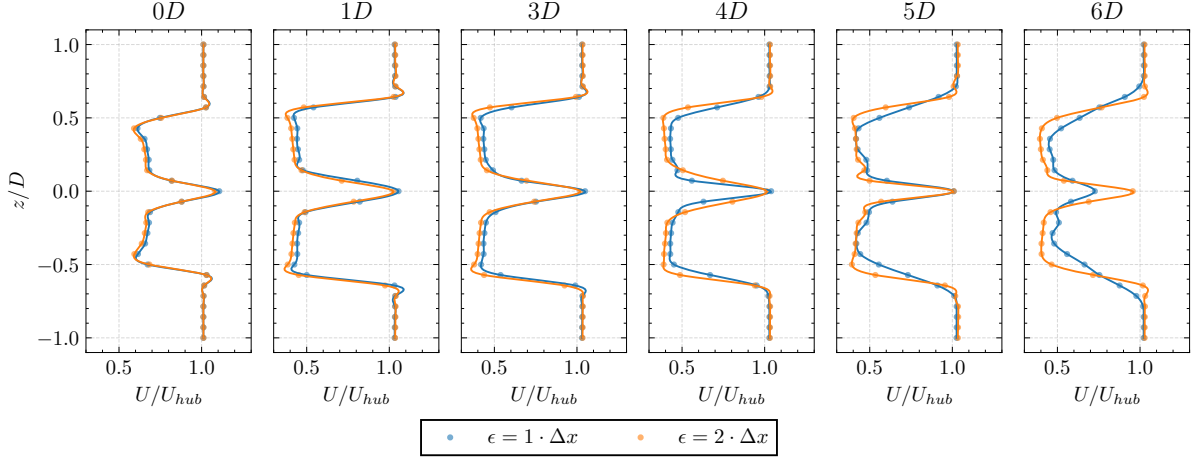 0D 1D 3D 4D 5D 6D
1.0
0.5
0.0
−0.5
−1.0
z/D
0.5 1.0 0.5 1.0 0.5 1.0 0.5 1.0 0.5 1.0 0.5 1.0
U/U_hub U/U_hub U/U_hub U/U_hub U/U_hub U/U_hub
ϵ = 1 · Δx ϵ = 2 · Δx